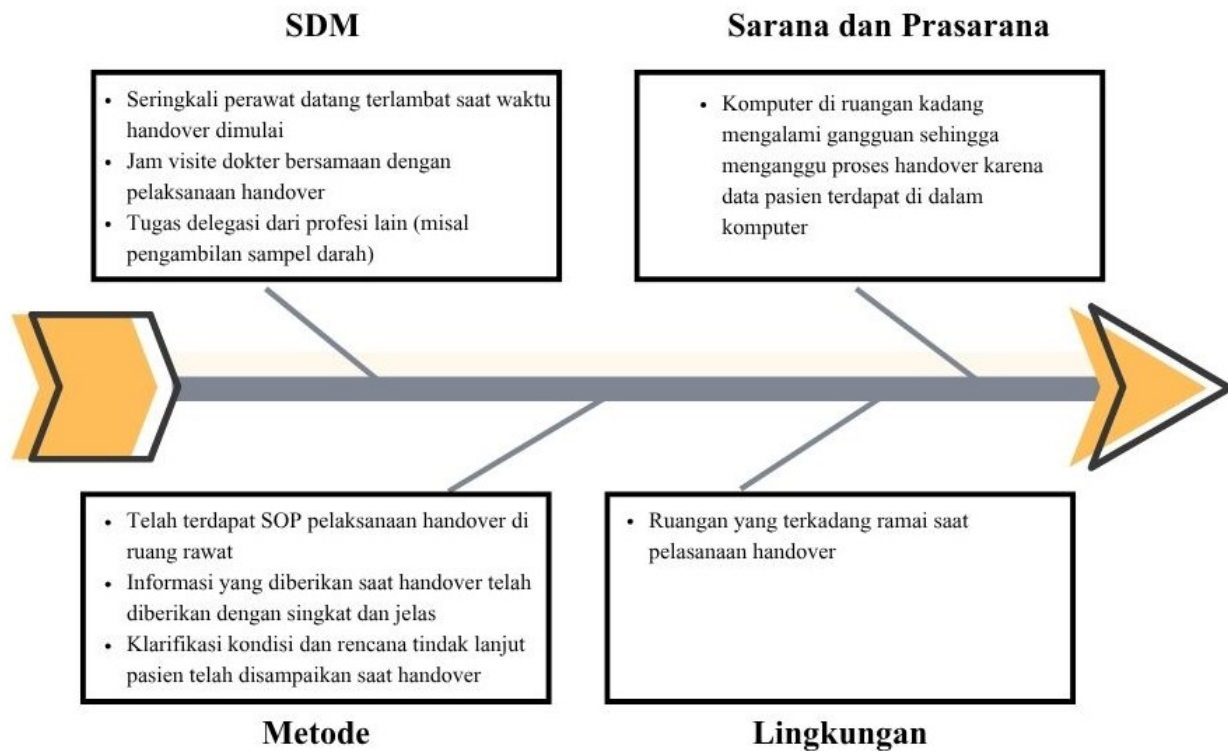 SDM
• Seringkali perawat datang terlambat saat waktu
handover dimulai
• Jam visite dokter bersamaan dengan
pelaksanaan handover
• Tugas delegasi dari profesi lain (misal
pengambilan sampel darah)
Sarana dan Prasarana
• Komputer di ruangan kadang
mengalami gangguan sehingga
menganggu proses handover karena
data pasien terdapat di dalam
komputer
• Telah terdapat SOP pelaksanaan handover di
ruang rawat
• Informasi yang diberikan saat handover telah
diberikan dengan singkat dan jelas
• Klarifikasi kondisi dan rencana tindak lanjut
pasien telah disampaikan saat handover
Metode
• Ruangan yang terkadang ramai saat
pelasanaan handover
Lingkungan